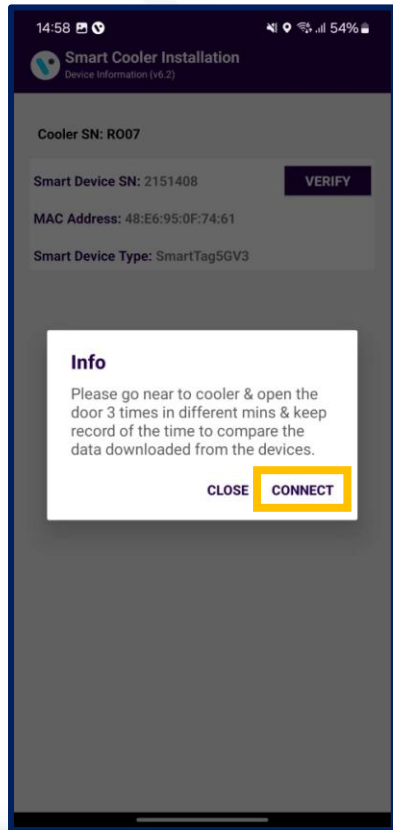 14:58 54%
Smart Cooler Installation
Device Information (v6.2)
Cooler SN: RO07
Smart Device SN: 2151408 VERIFY
MAC Address: 48:E6:95:0F:74:61
Smart Device Type: SmartTag5GV3
Info
Please go near to cooler & open the
door 3 times in different mins & keep
record of the time to compare the
data downloaded from the devices.
CLOSE CONNECT